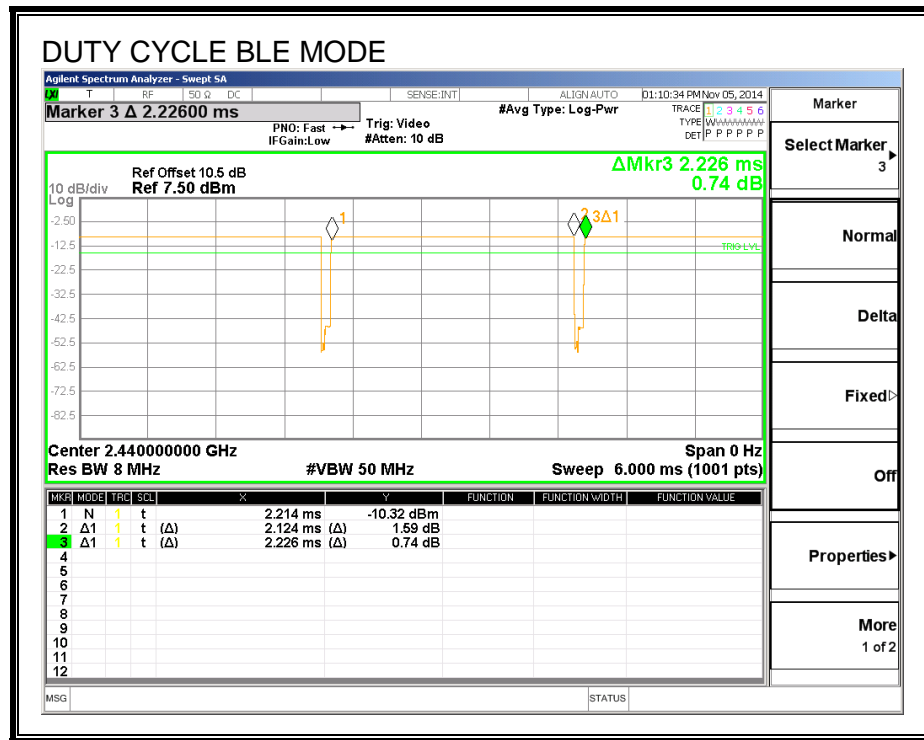 DUTY CYCLE BLE MODE
Agilent Spectrum Analyzer - Swept SA
LXI T RF 50 Ω DC SENSE:INT ALIGN AUTO 01:10:34 PM Nov 05, 2014
Marker 3 Δ 2.22600 ms
PNO: Fast
IFGain:Low
Trig: Video
#Atten: 10 dB
#Avg Type: Log-Pwr
TRACE 1 2 3 4 5 6
TYPE
DET P P P P P P
ΔMkr3 2.226 ms
0.74 dB
Ref Offset 10.5 dB
10 dB/div Ref 7.50 dBm
Log
-2.50
-12.5
-22.5
-32.5
-42.5
-52.5
-62.5
-72.5
-82.5
1
2 3Δ1
TRIG LVL
Center 2.440000000 GHz Span 0 Hz
Res BW 8 MHz #VBW 50 MHz Sweep 6.000 ms (1001 pts)
MKR MODE TRC SCL X Y FUNCTION FUNCTION WIDTH FUNCTION VALUE
1 N 1 t 2.214 ms -10.32 dBm
2 Δ1 1 t (Δ) 2.124 ms (Δ) 1.59 dB
3 Δ1 1 t (Δ) 2.226 ms (Δ) 0.74 dB
4
5
6
7
8
9
10
11
12
MSG STATUS
Marker
Select Marker
3
Normal
Delta
Fixed
Off
Properties
More
1 of 2